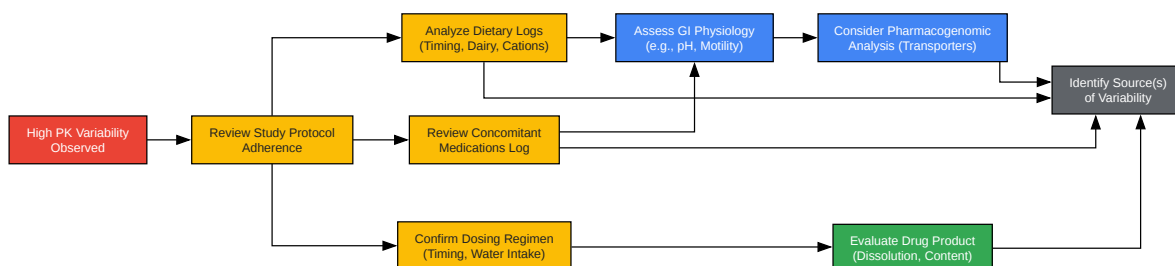 High PK Variability
Observed
Review Study Protocol
Adherence
Analyze Dietary Logs
(Timing, Dairy, Cations)
Review Concomitant
Medications Log
Confirm Dosing Regimen
(Timing, Water Intake)
Assess GI Physiology
(e.g., pH, Motility)
Consider Pharmacogenomic
Analysis (Transporters)
Evaluate Drug Product
(Dissolution, Content)
Identify Source(s)
of Variability